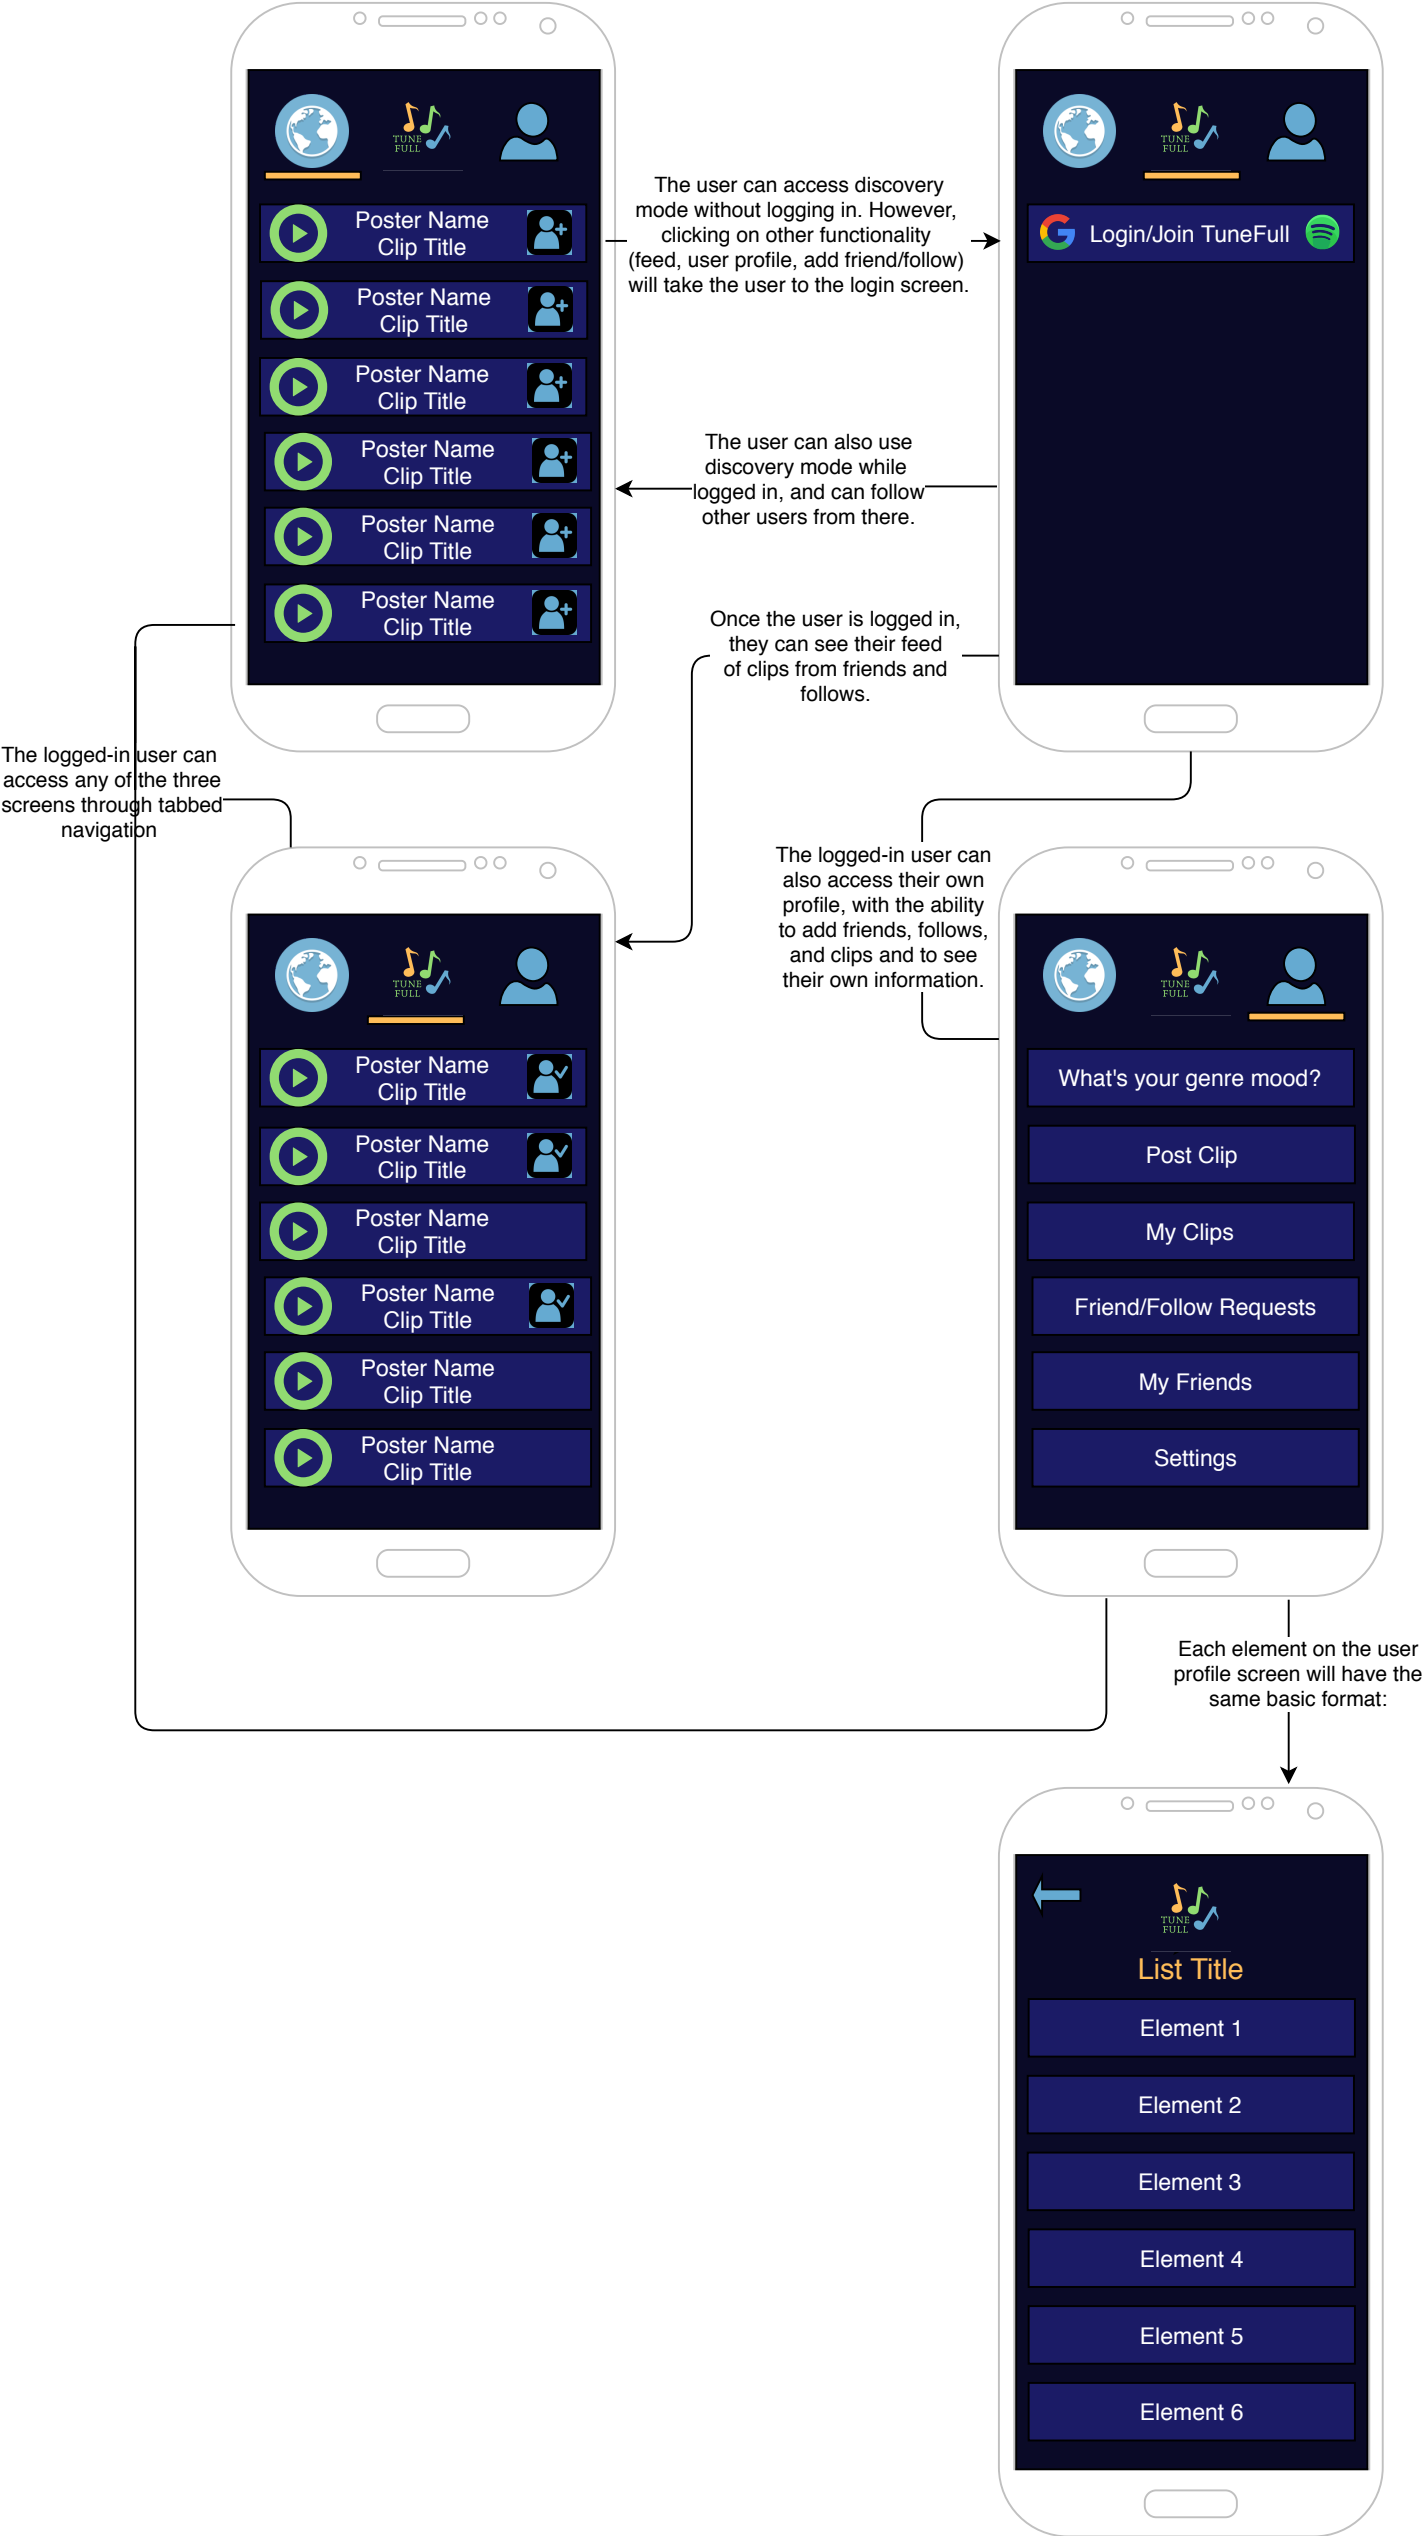 TUNE
FULL
Poster Name
Clip Title
Poster Name
Clip Title
Poster Name
Clip Title
Poster Name
Clip Title
Poster Name
Clip Title
Poster Name
Clip Title
The user can access discovery
mode without logging in. However,
clicking on other functionality
(feed, user profile, add friend/follow)
will take the user to the login screen.
TUNE
FULL
Login/Join TuneFull
The user can also use
discovery mode while
logged in, and can follow
other users from there.
Once the user is logged in,
they can see their feed
of clips from friends and
follows.
The logged-in user can
access any of the three
screens through tabbed
navigation
TUNE
FULL
Poster Name
Clip Title
Poster Name
Clip Title
Poster Name
Clip Title
Poster Name
Clip Title
Poster Name
Clip Title
Poster Name
Clip Title
The logged-in user can
also access their own
profile, with the ability
to add friends, follows,
and clips and to see
their own information.
TUNE
FULL
What's your genre mood?
Post Clip
My Clips
Friend/Follow Requests
My Friends
Settings
Each element on the user
profile screen will have the
same basic format:
TUNE
FULL
List Title
Element 1
Element 2
Element 3
Element 4
Element 5
Element 6